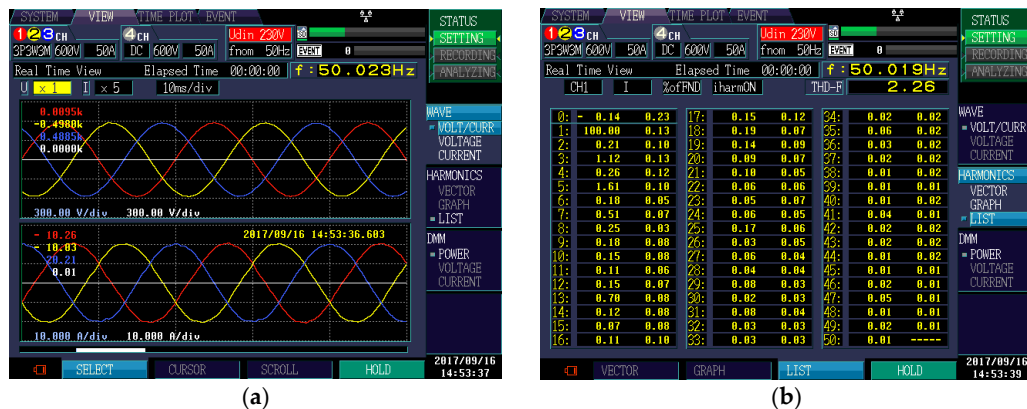 SYSTEM VIEW TIME PLOT EVENT
STATUS
1 2 3 CH 4 CH Udin 230V
SETTING
3P3W3M 600V 50A DC 600V 50A fnom 50Hz EVENT 0
RECORDING
Real Time View Elapsed Time 00:00:00 f:50.023Hz
ANALYZING
U x 1 I x 5 10ms/div
0.0095k
-0.4980k
0.4885k
0.0000k
300.00 V/div 300.00 V/div
- 10.26
- 10.03
20.21
0.01
2017/09/16 14:53:36.603
10.000 A/div 10.000 A/div
WAVE
VOLT/CURR
VOLTAGE
CURRENT
HARMONICS
VECTOR
GRAPH
LIST
DMM
POWER
VOLTAGE
CURRENT
SELECT CURSOR SCROLL HOLD
2017/09/16
14:53:37
(a)
SYSTEM VIEW TIME PLOT EVENT
STATUS
1 2 3 CH 4 CH Udin 230V
SETTING
3P3W3M 600V 50A DC 600V 50A fnom 50Hz EVENT 0
RECORDING
Real Time View Elapsed Time 00:00:00 f:50.019Hz
ANALYZING
CH1 I %ofFND iharmON THD-F 2.26
0: - 0.14 0.23 17: 0.15 0.12 34: 0.02 0.02
1: 100.00 0.13 18: 0.19 0.07 35: 0.06 0.02
2: 0.21 0.10 19: 0.14 0.09 36: 0.03 0.02
3: 1.12 0.13 20: 0.09 0.07 37: 0.02 0.02
4: 0.26 0.12 21: 0.10 0.05 38: 0.01 0.01
5: 1.61 0.10 22: 0.06 0.06 39: 0.01 0.01
6: 0.18 0.05 23: 0.05 0.07 40: 0.01 0.02
7: 0.51 0.07 24: 0.06 0.05 41: 0.04 0.01
8: 0.25 0.03 25: 0.17 0.06 42: 0.02 0.02
9: 0.18 0.08 26: 0.03 0.05 43: 0.02 0.02
10: 0.15 0.08 27: 0.06 0.04 44: 0.01 0.01
11: 0.11 0.06 28: 0.04 0.04 45: 0.01 0.01
12: 0.15 0.07 29: 0.08 0.03 46: 0.02 0.01
13: 0.70 0.08 30: 0.02 0.03 47: 0.05 0.01
14: 0.12 0.08 31: 0.08 0.04 48: 0.01 0.01
15: 0.07 0.08 32: 0.03 0.03 49: 0.02 0.01
16: 0.11 0.10 33: 0.03 0.03 50: 0.01 -----
WAVE
VOLT/CURR
VOLTAGE
CURRENT
HARMONICS
VECTOR
GRAPH
LIST
DMM
POWER
VOLTAGE
CURRENT
VECTOR GRAPH LIST HOLD
2017/09/16
14:53:39
(b)